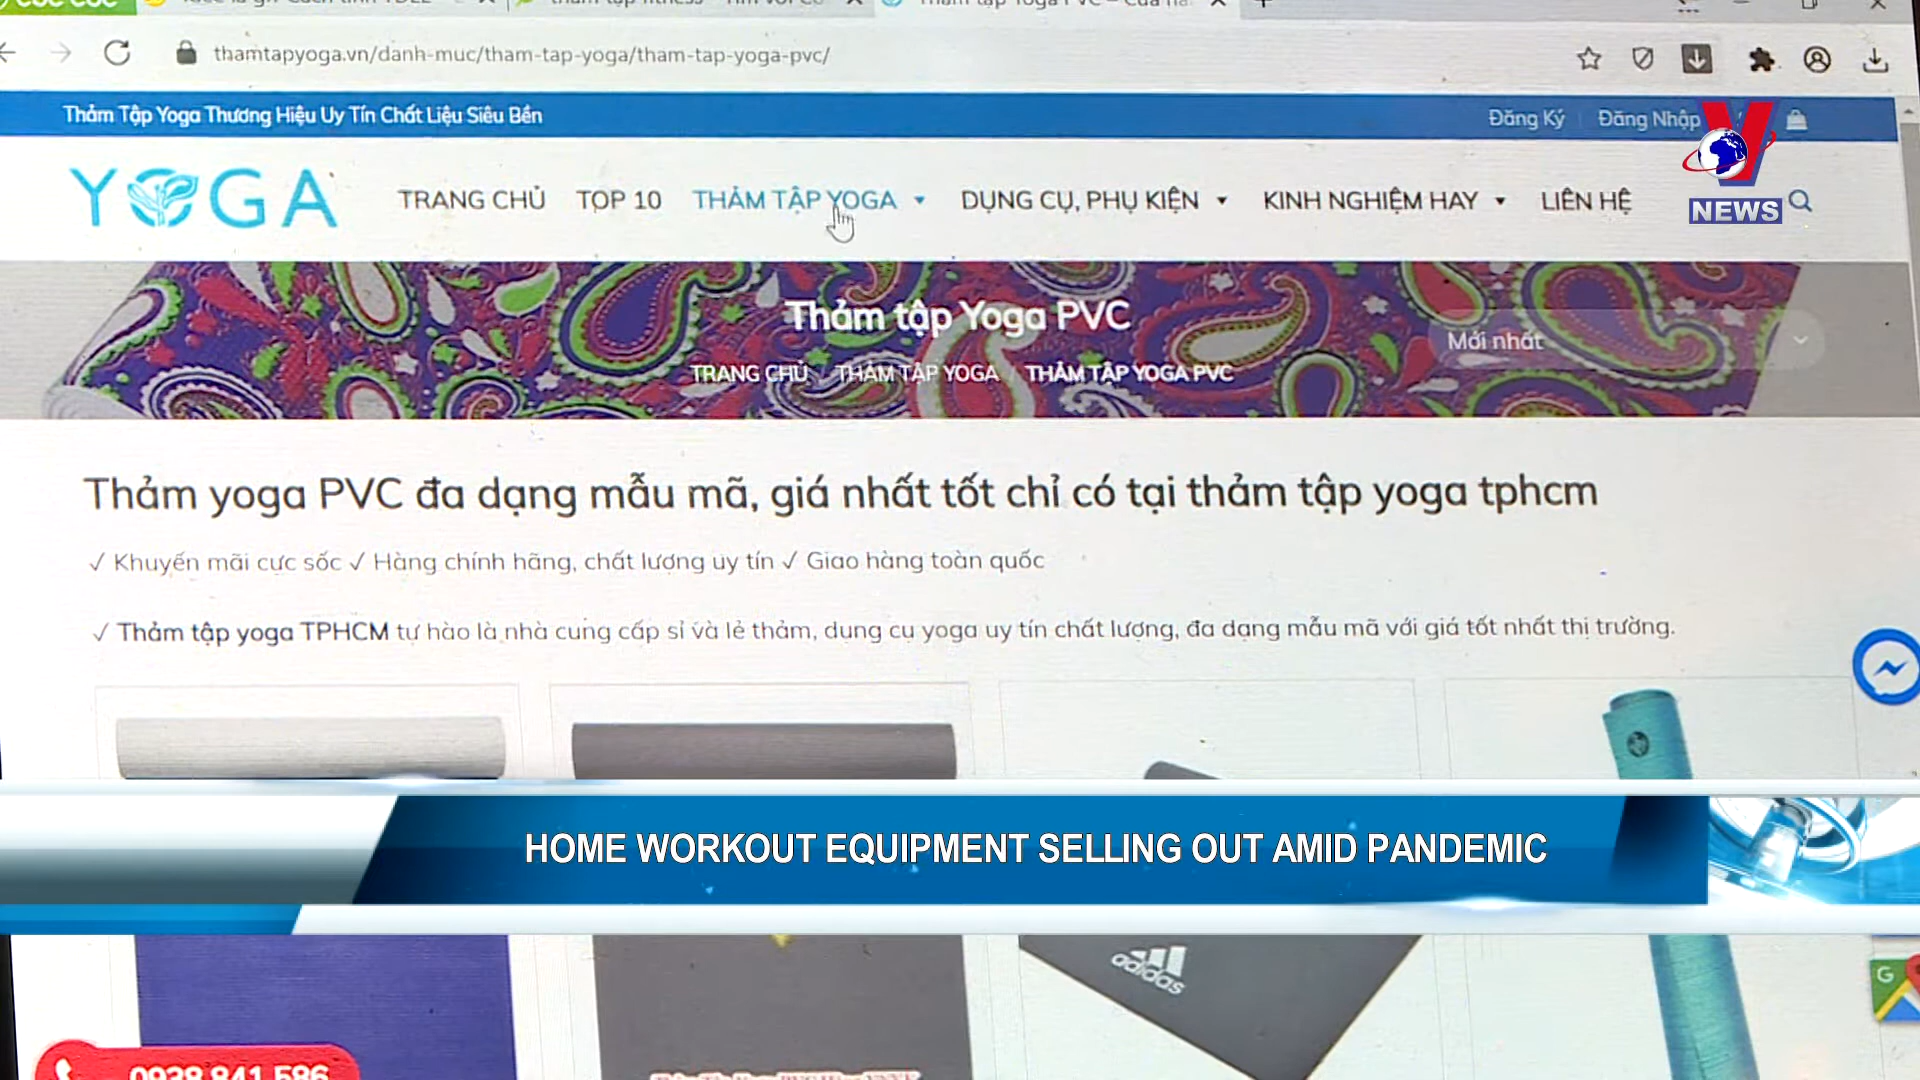 thamtapyoga.vn/danh-muc/tham-tap-yoga/tham-tap-yoga-pvc/
Thảm Tập Yoga Thương Hiệu Uy Tín Chất Liệu Siêu Bền
Đăng Ký
Đăng Nhập
YOGA
TRANG CHỦ TOP 10 THẢM TẬP YOGA DỤNG CỤ, PHỤ KIỆN KINH NGHIỆM HAY LIÊN HỆ
NEWS
Thảm tập Yoga PVC
Mới nhất
TRANG CHỦ / THẢM TẬP YOGA / THẢM TẬP YOGA PVC
Thảm yoga PVC đa dạng mẫu mã, giá nhất tốt chỉ có tại thảm tập yoga tphcm
√ Khuyến mãi cực sốc √ Hàng chính hãng, chất lượng uy tín √ Giao hàng toàn quốc
√ Thảm tập yoga TPHCM tự hào là nhà cung cấp sỉ và lẻ thảm, dụng cụ yoga uy tín chất lượng, đa dạng mẫu mã với giá tốt nhất thị trường.
HOME WORKOUT EQUIPMENT SELLING OUT AMID PANDEMIC
adidas
G
0938 841 586